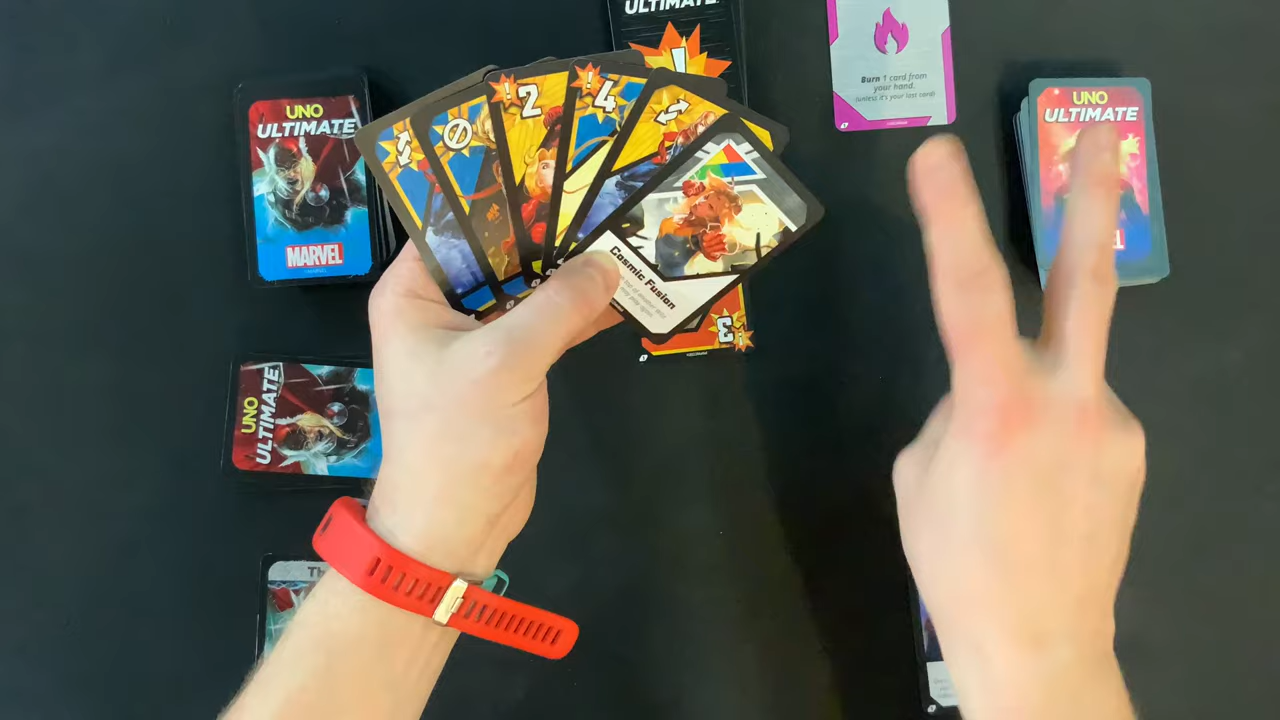 ULTIMATE
!
Burn 1 card from
your hand.
(unless it's your last card)
UNO
ULTIMATE
MARVEL
! 2
! 4
Cosmic Fusion
UNO
ULTIMATE
3
UNO
ULTIMATE
Th